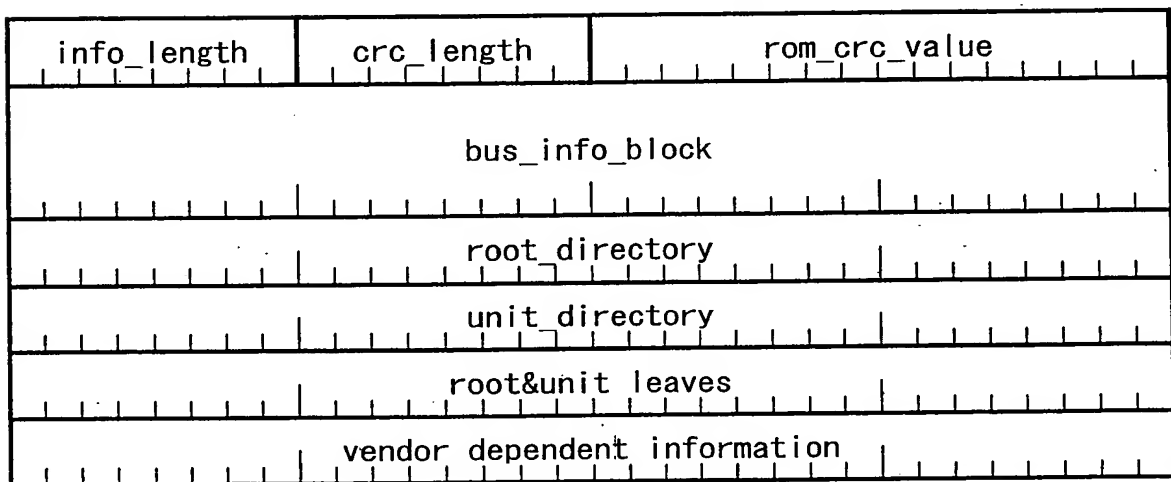 info_length crc_length rom_crc_value
bus_info_block
root_directory
unit_directory
root&unit leaves
vendor dependent information